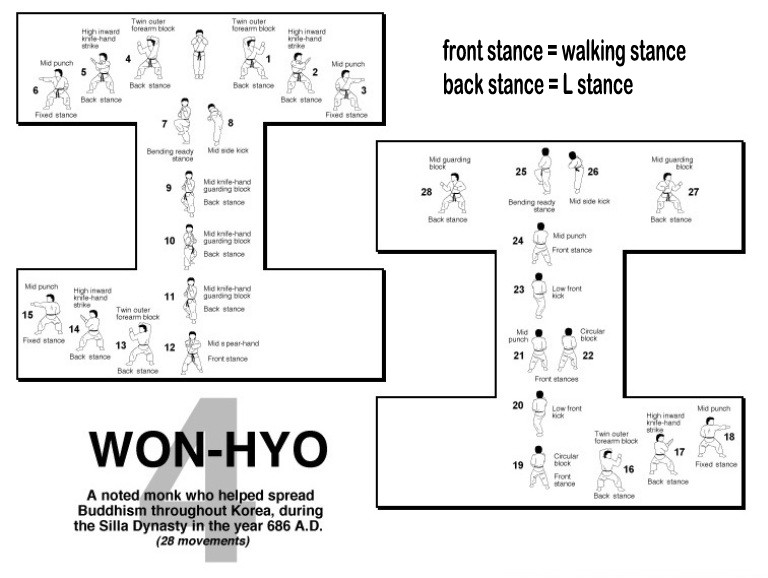 front stance = walking stance
back stance = L stance
Twin outer
forearm block
4
Back stance
High inward
knife-hand
strike
5
Back stance
Mid punch
6
Fixed stance
Twin outer
forearm block
1
Back stance
High inward
knife-hand
strike
2
Back stance
Mid punch
3
Fixed stance
7
Bending ready
stance
8
Mid side kick
9
Mid knife-hand
guarding block
Back stance
10
Mid knife-hand
guarding block
Back stance
11
Mid knife-hand
guarding block
Back stance
12
Mid spear-hand
Front stance
Twin outer
forearm block
13
Back stance
High inward
knife-hand
strike
14
Back stance
Mid punch
15
Fixed stance
Mid guarding
block
28
Back stance
25
Bending ready
stance
26
Mid side kick
Mid guarding
block
27
Back stance
24
Mid punch
Front stance
23
Low front
kick
Mid
punch
21
Circular
block
22
Front stances
20
Low front
kick
19
Circular
block
Front
stance
Twin outer
forearm block
16
Back stance
High inward
knife-hand
strike
17
Back stance
Mid punch
18
Fixed stance
4
WON-HYO
A noted monk who helped spread
Buddhism throughout Korea, during
the Silla Dynasty in the year 686 A.D.
(28 movements)